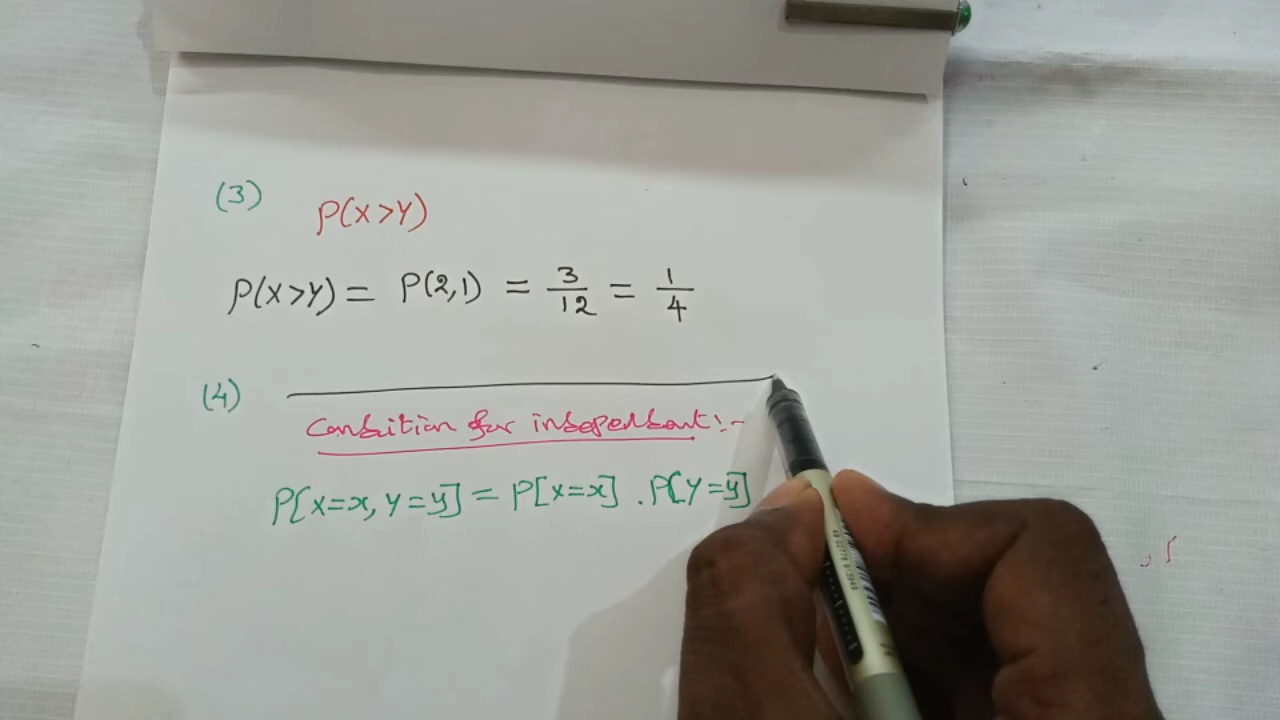 (3) P(X>Y)
P(X>Y) = P(2,1) = 3/12 = 1/4
(4)
Condition for independent:-
P[X=x, Y=y] = P[X=x] . P[Y=y]